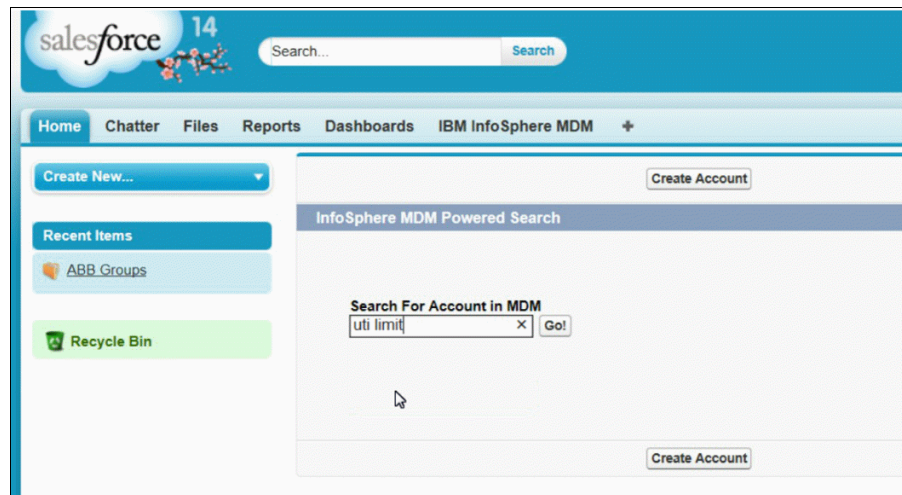 salesforce 14
Search... Search
Home Chatter Files Reports Dashboards IBM InfoSphere MDM +
Create New...
Create Account
InfoSphere MDM Powered Search
Recent Items
ABB Groups
Search For Account in MDM
uti limit × Go!
Recycle Bin
Create Account